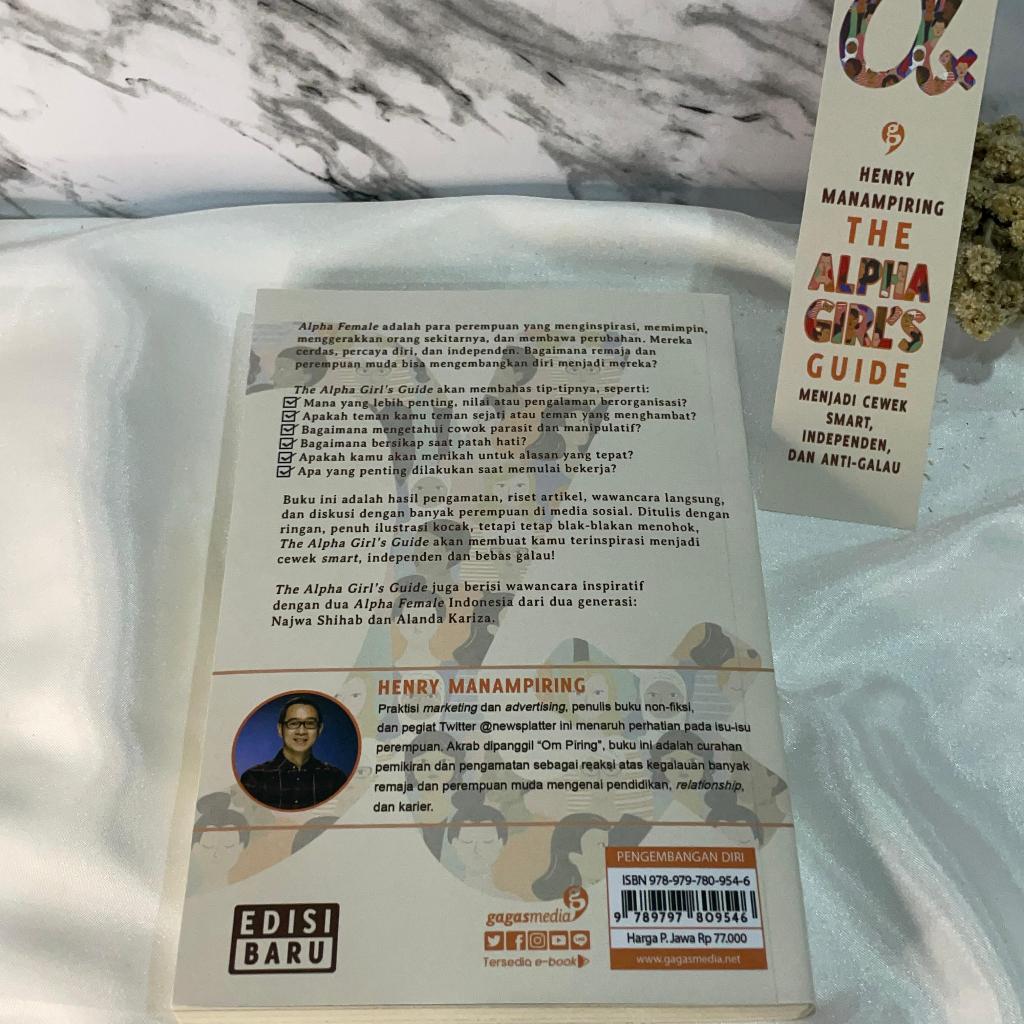 α
g
HENRY
MANAMPIRING
THE
ALPHA
GIRL'S
GUIDE
MENJADI CEWEK
SMART,
INDEPENDEN,
DAN ANTI-GALAU
Alpha Female adalah para perempuan yang menginspirasi, memimpin,
menggerakkan orang sekitarnya, dan membawa perubahan. Mereka
cerdas, percaya diri, dan independen. Bagaimana remaja dan
perempuan muda bisa mengembangkan diri menjadi mereka?
The Alpha Girl's Guide akan membahas tip-tipnya, seperti:
Mana yang lebih penting, nilai atau pengalaman berorganisasi?
Apakah teman kamu teman sejati atau teman yang menghambat?
Bagaimana mengetahui cowok parasit dan manipulatif?
Bagaimana bersikap saat patah hati?
Apakah kamu akan menikah untuk alasan yang tepat?
Apa yang penting dilakukan saat memulai bekerja?
Buku ini adalah hasil pengamatan, riset artikel, wawancara langsung,
dan diskusi dengan banyak perempuan di media sosial. Ditulis dengan
ringan, penuh ilustrasi kocak, tetapi tetap blak-blakan menohok,
The Alpha Girl's Guide akan membuat kamu terinspirasi menjadi
cewek smart, independen dan bebas galau!
The Alpha Girl's Guide juga berisi wawancara inspiratif
dengan dua Alpha Female Indonesia dari dua generasi:
Najwa Shihab dan Alanda Kariza.
HENRY MANAMPIRING
Praktisi marketing dan advertising, penulis buku non-fiksi,
dan pegiat Twitter @newsplatter ini menaruh perhatian pada isu-isu
perempuan. Akrab dipanggil “Om Piring”, buku ini adalah curahan
pemikiran dan pengamatan sebagai reaksi atas kegalauan banyak
remaja dan perempuan muda mengenai pendidikan, relationship,
dan karier.
EDISI
BARU
gagasmedia
g
LINE
Tersedia e-book
PENGEMBANGAN DIRI
ISBN 978-979-780-954-6
9 789797 809546
Harga P. Jawa Rp 77.000
www.gagasmedia.net